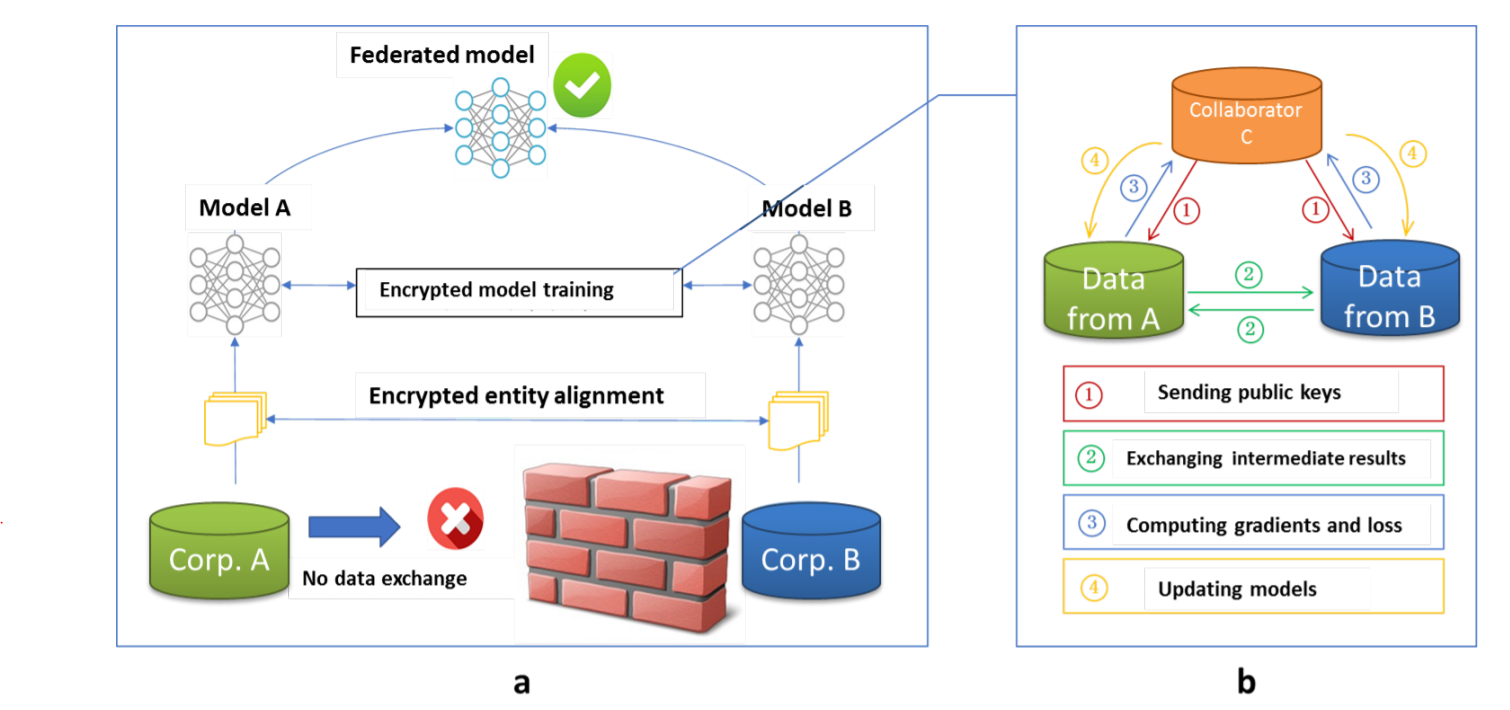 Federated model
Model A
Model B
Encrypted model training
Encrypted entity alignment
Corp. A
No data exchange
Corp. B
a
Collaborator
C
④
④
③
③
①
①
Data
from A
②
②
Data
from B
① Sending public keys
② Exchanging intermediate results
③ Computing gradients and loss
④ Updating models
b